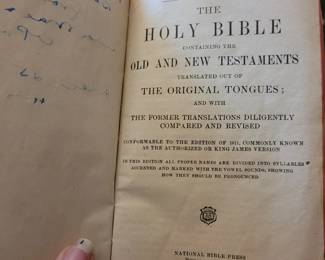 THE
HOLY BIBLE
CONTAINING THE
OLD AND NEW TESTAMENTS
TRANSLATED OUT OF
THE ORIGINAL TONGUES;
AND WITH
THE FORMER TRANSLATIONS DILIGENTLY
COMPARED AND REVISED
CONFORMABLE TO THE EDITION OF 1611, COMMONLY KNOWN
AS THE AUTHORIZED OR KING JAMES VERSION
IN THIS EDITION ALL PROPER NAMES ARE DIVIDED INTO SYLLABLES
ACCENTED AND MARKED WITH THE VOWEL SOUNDS, SHOWING
HOW THEY SHOULD BE PRONOUNCED
NATIONAL BIBLE PRESS